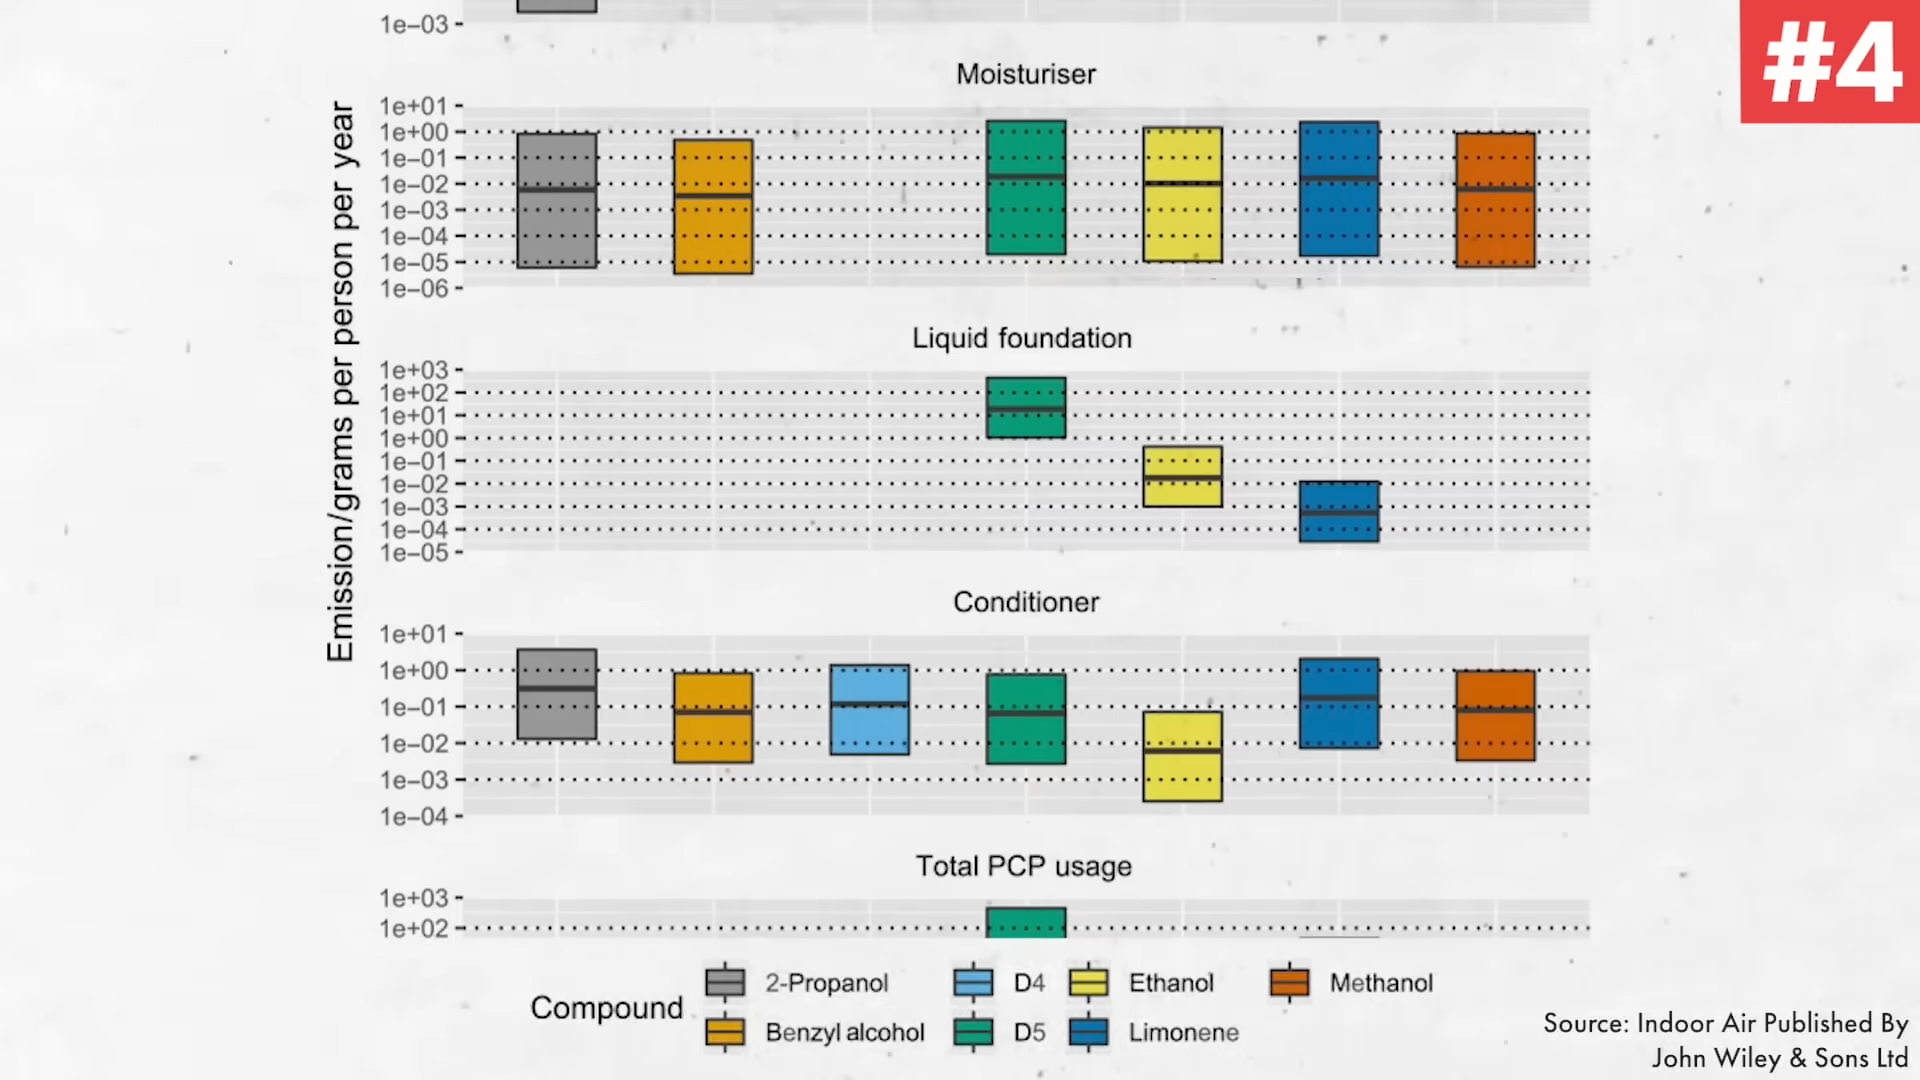 #4
1e−03
Moisturiser
1e+01
1e+00
1e−01
1e−02
1e−03
1e−04
1e−05
1e−06
Emission/grams per person per year
Liquid foundation
1e+03
1e+02
1e+01
1e+00
1e−01
1e−02
1e−03
1e−04
1e−05
Conditioner
1e+01
1e+00
1e−01
1e−02
1e−03
1e−04
Total PCP usage
1e+03
1e+02
Compound
2-Propanol
D4
Ethanol
Methanol
Benzyl alcohol
D5
Limonene
Source: Indoor Air Published By
John Wiley & Sons Ltd